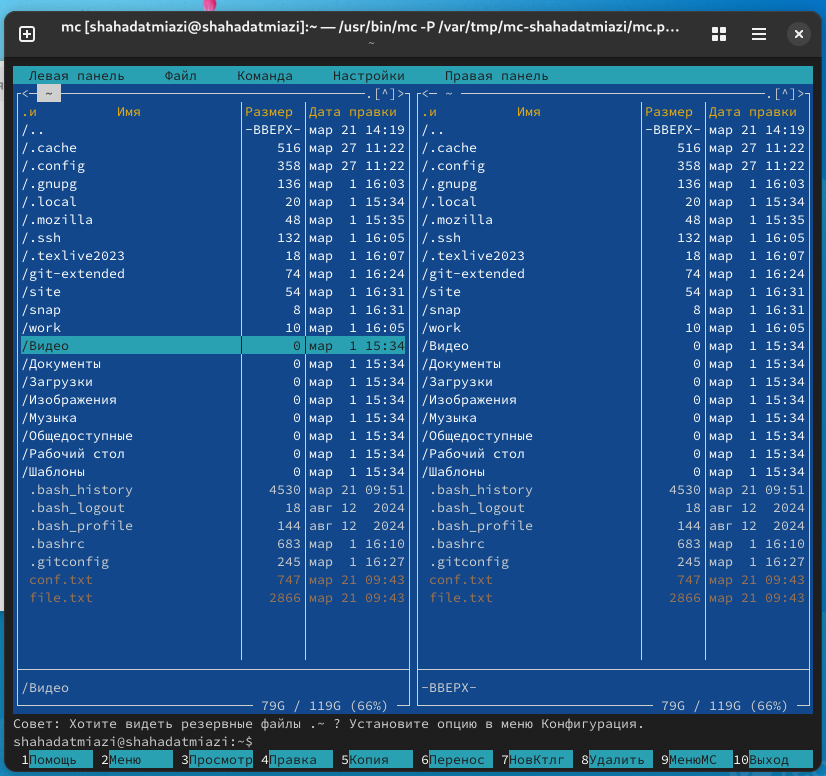 mc [shahadatmiazi@shahadatmiazi]:~ — /usr/bin/mc -P /var/tmp/mc-shahadatmiazi/mc.p…
~
Левая панель Файл Команда Настройки Правая панель
<─ ~ .[^]> <─ ~ .[^]>
.и Имя Размер Дата правки .и Имя Размер Дата правки
/.. -ВВЕРХ- мар 21 14:19 /.. -ВВЕРХ- мар 21 14:19
/.cache 516 мар 27 11:22 /.cache 516 мар 27 11:22
/.config 358 мар 27 11:22 /.config 358 мар 27 11:22
/.gnupg 136 мар 1 16:03 /.gnupg 136 мар 1 16:03
/.local 20 мар 1 15:34 /.local 20 мар 1 15:34
/.mozilla 48 мар 1 15:35 /.mozilla 48 мар 1 15:35
/.ssh 132 мар 1 16:05 /.ssh 132 мар 1 16:05
/.texlive2023 18 мар 1 16:07 /.texlive2023 18 мар 1 16:07
/git-extended 74 мар 1 16:24 /git-extended 74 мар 1 16:24
/site 54 мар 1 16:31 /site 54 мар 1 16:31
/snap 8 мар 1 16:31 /snap 8 мар 1 16:31
/work 10 мар 1 16:05 /work 10 мар 1 16:05
/Видео 0 мар 1 15:34 /Видео 0 мар 1 15:34
/Документы 0 мар 1 15:34 /Документы 0 мар 1 15:34
/Загрузки 0 мар 1 15:34 /Загрузки 0 мар 1 15:34
/Изображения 0 мар 1 15:34 /Изображения 0 мар 1 15:34
/Музыка 0 мар 1 15:34 /Музыка 0 мар 1 15:34
/Общедоступные 0 мар 1 15:34 /Общедоступные 0 мар 1 15:34
/Рабочий стол 0 мар 1 15:34 /Рабочий стол 0 мар 1 15:34
/Шаблоны 0 мар 1 15:34 /Шаблоны 0 мар 1 15:34
.bash_history 4530 мар 21 09:51 .bash_history 4530 мар 21 09:51
.bash_logout 18 авг 12 2024 .bash_logout 18 авг 12 2024
.bash_profile 144 авг 12 2024 .bash_profile 144 авг 12 2024
.bashrc 683 мар 1 16:10 .bashrc 683 мар 1 16:10
.gitconfig 245 мар 1 16:27 .gitconfig 245 мар 1 16:27
conf.txt 747 мар 21 09:43 conf.txt 747 мар 21 09:43
file.txt 2866 мар 21 09:43 file.txt 2866 мар 21 09:43
/Видео -ВВЕРХ-
79G / 119G (66%) 79G / 119G (66%)
Совет: Хотите видеть резервные файлы .~ ? Установите опцию в меню Конфигурация.
shahadatmiazi@shahadatmiazi:~$
1Помощь 2Меню 3Просмотр 4Правка 5Копия 6Перенос 7НовКтлг 8Удалить 9МенюMC 10Выход